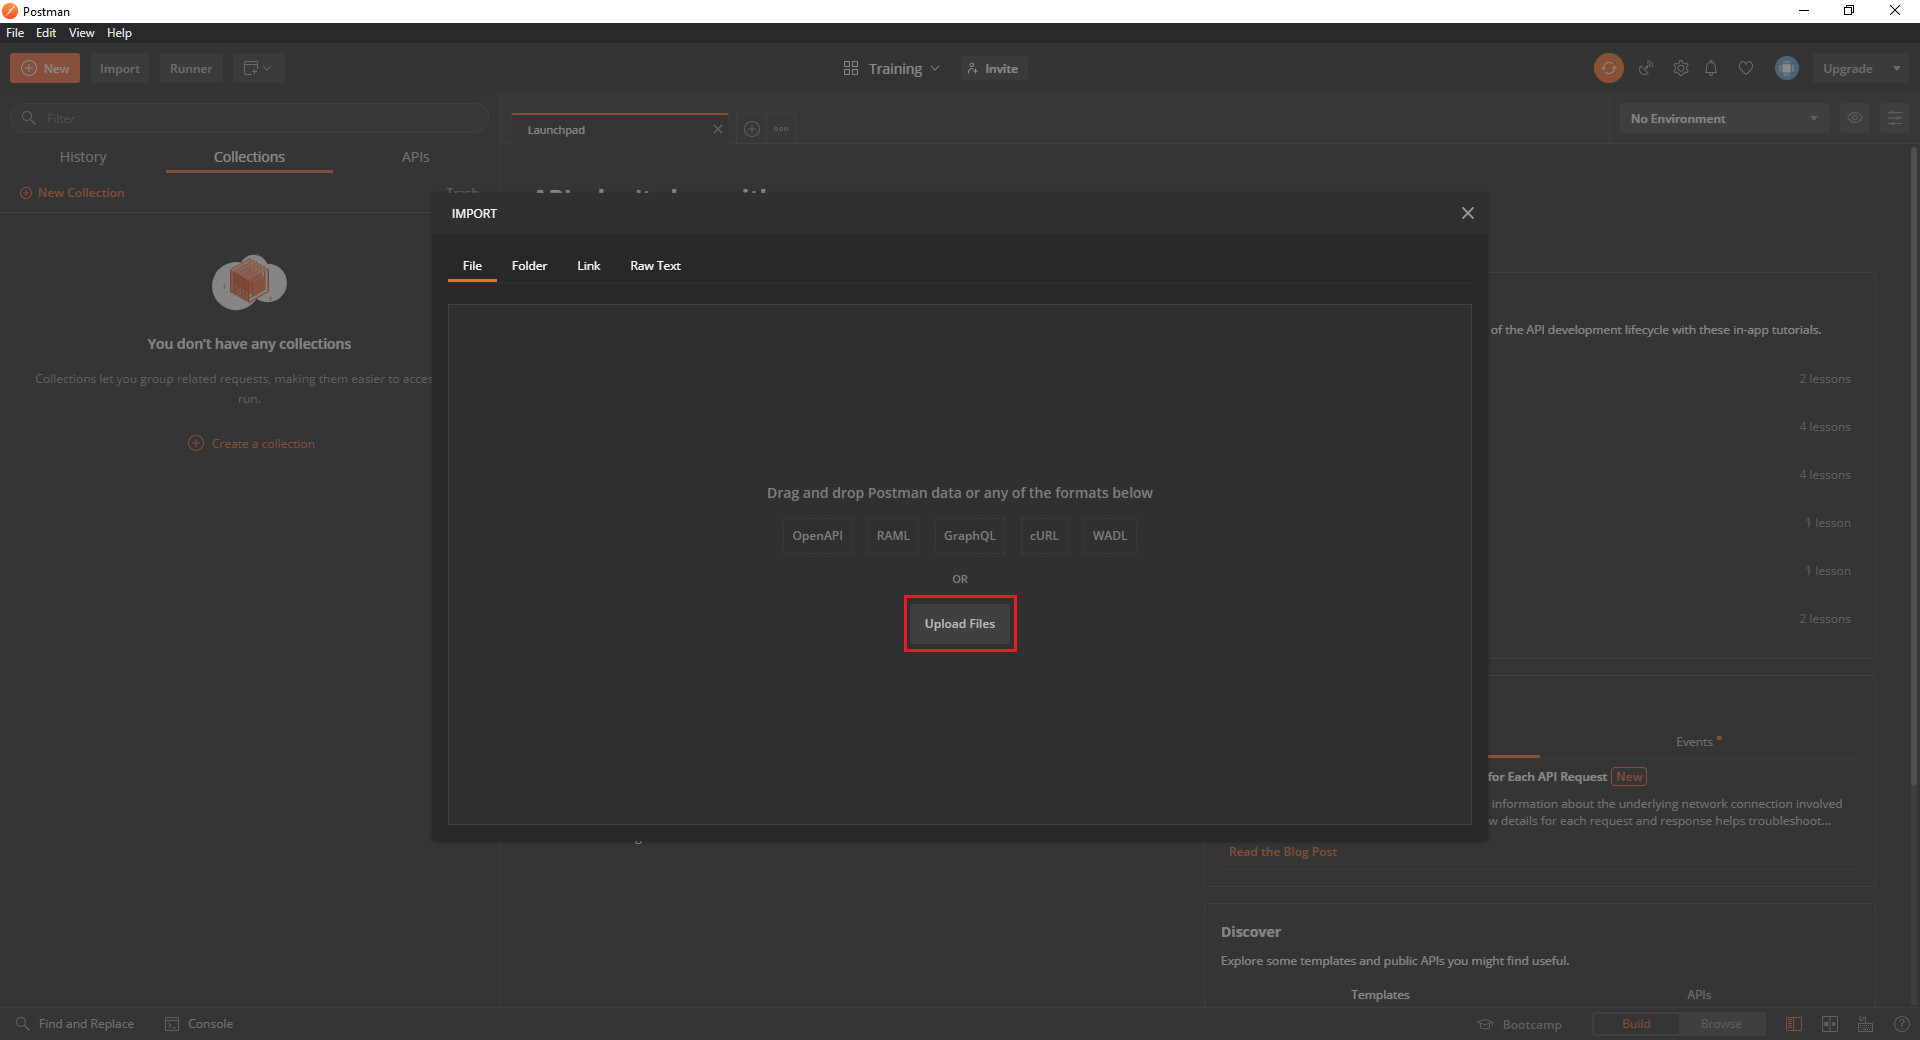 Postman
File Edit View Help
New Import Runner
Training Invite
Upgrade
Filter
Launchpad
No Environment
History Collections APIs
New Collection
IMPORT
File Folder Link Raw Text
of the API development lifecycle with these in-app tutorials.
You don't have any collections
Collections let you group related requests, making them easier to
run.
Create a collection
2 lessons
4 lessons
4 lessons
1 lesson
1 lesson
2 lessons
Drag and drop Postman data or any of the formats below
OpenAPI RAML GraphQL cURL WADL
OR
Upload Files
Events
for Each API Request New
information about the underlying network connection involved
details for each request and response helps troubleshoot...
Read the Blog Post
Discover
Explore some templates and public APIs you might find useful.
Templates APIs
Find and Replace Console
Bootcamp Build Browse